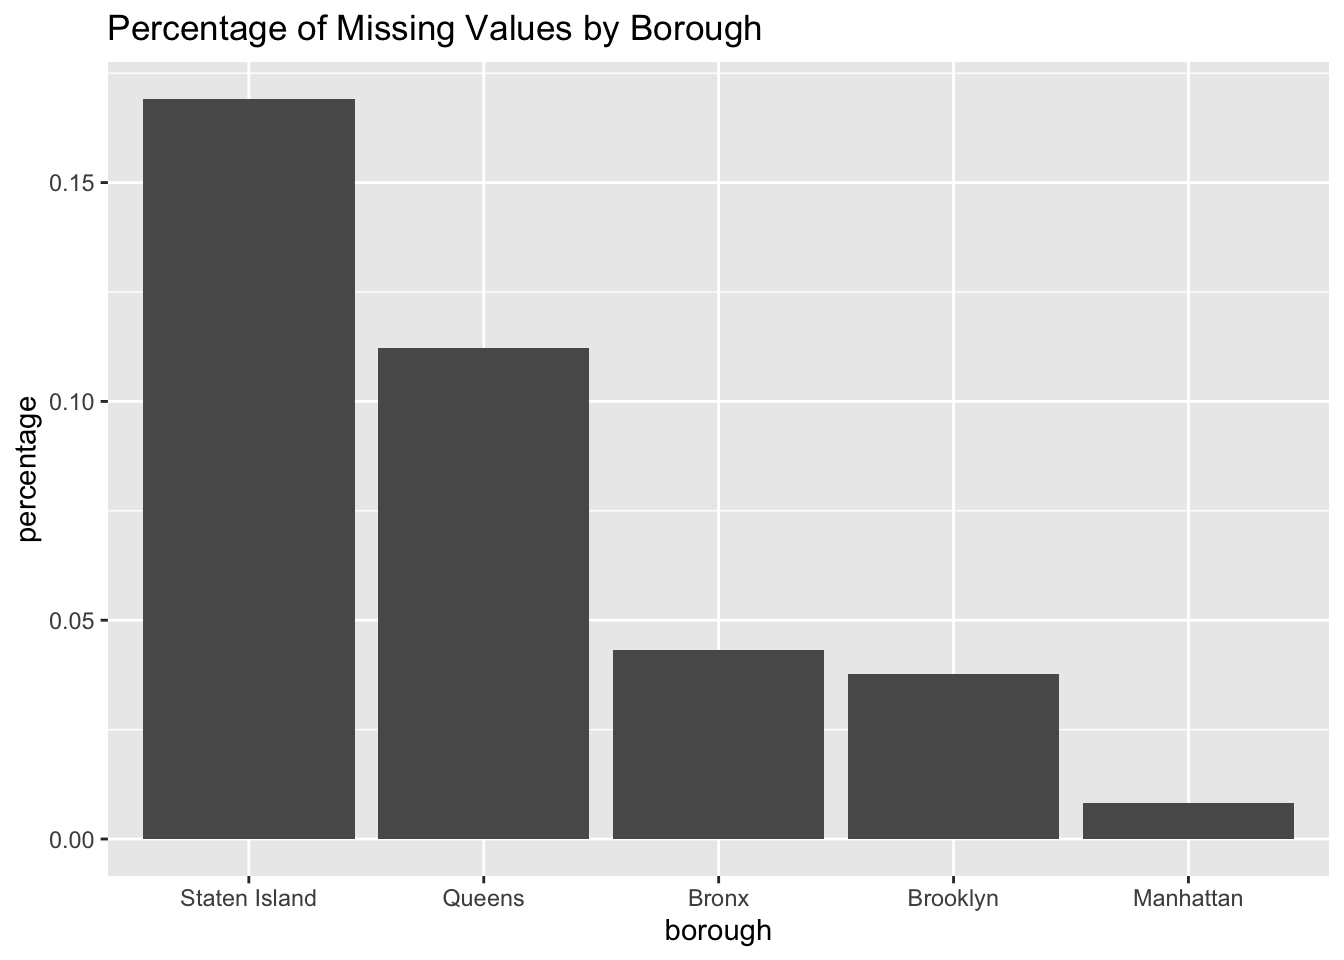 Percentage of Missing Values by Borough
percentage
0.15
0.10
0.05
0.00
Staten Island Queens Bronx Brooklyn Manhattan
borough